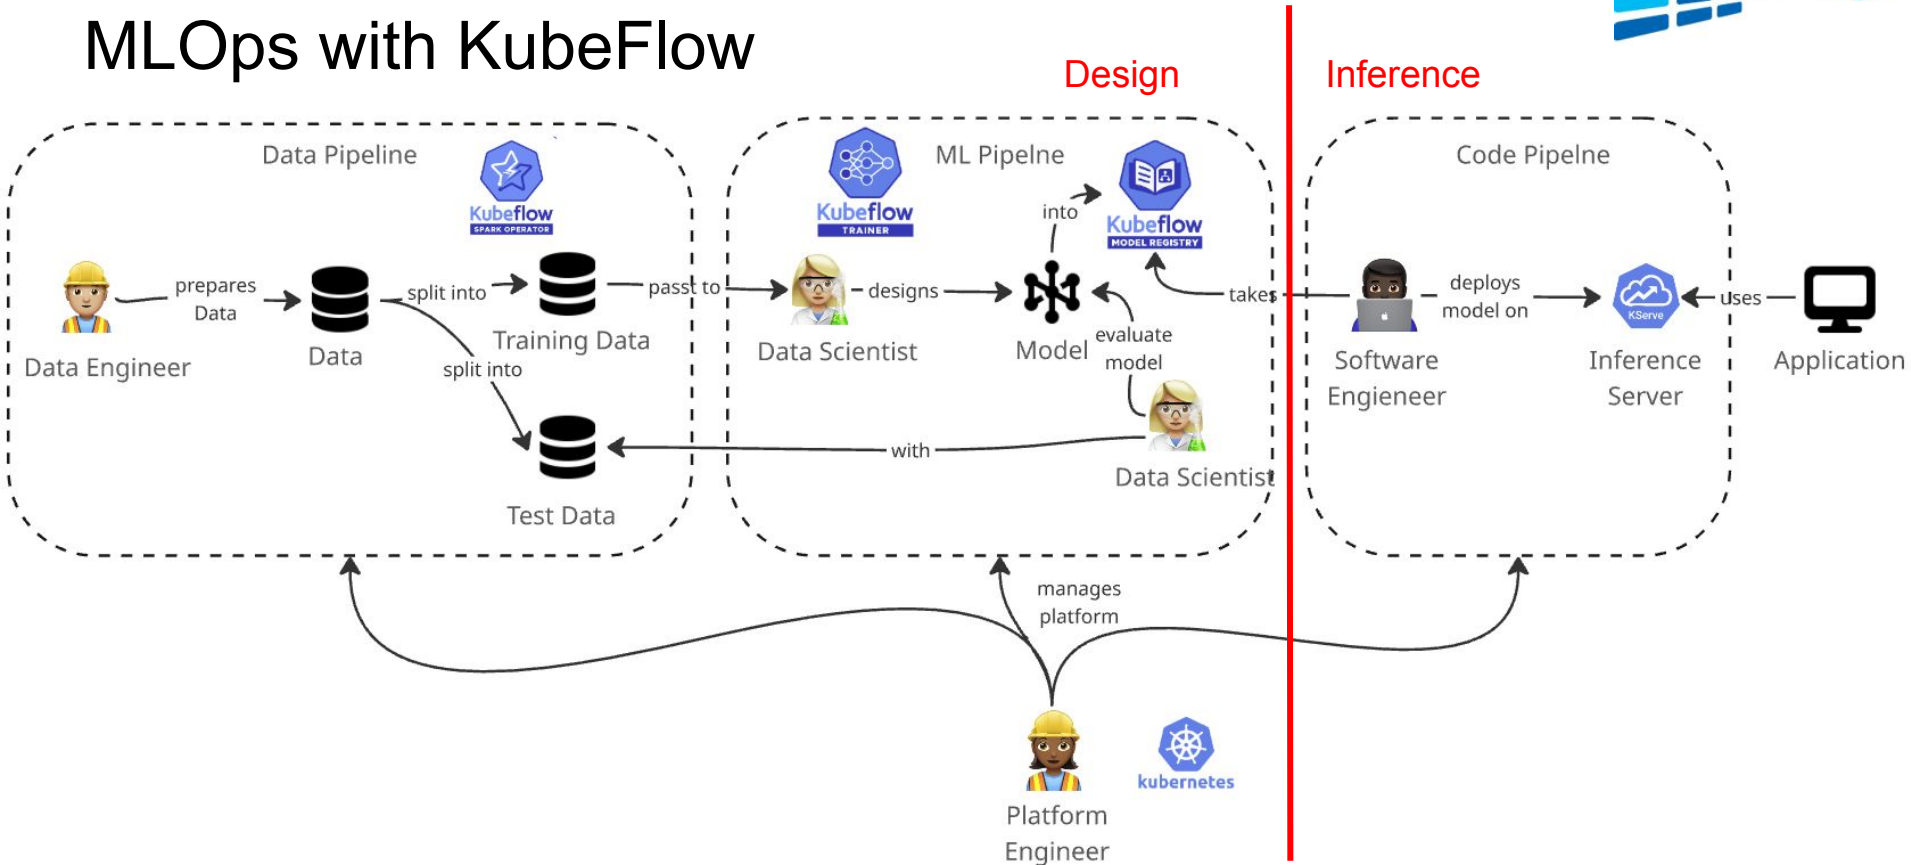 MLOps with KubeFlow
Design
Inference
Data Pipeline
Kubeflow
SPARK OPERATOR
prepares
Data
Data Engineer
Data
split into
split into
Training Data
Test Data
passt to
ML Pipelne
Kubeflow
TRAINER
Kubeflow
MODEL REGISTRY
into
Data Scientist
designs
Model
evaluate
model
Data Scientist
with
takes
Code Pipelne
Software
Engieneer
deploys
model on
KServe
Inference
Server
uses
Application
manages
platform
Platform
Engineer
kubernetes